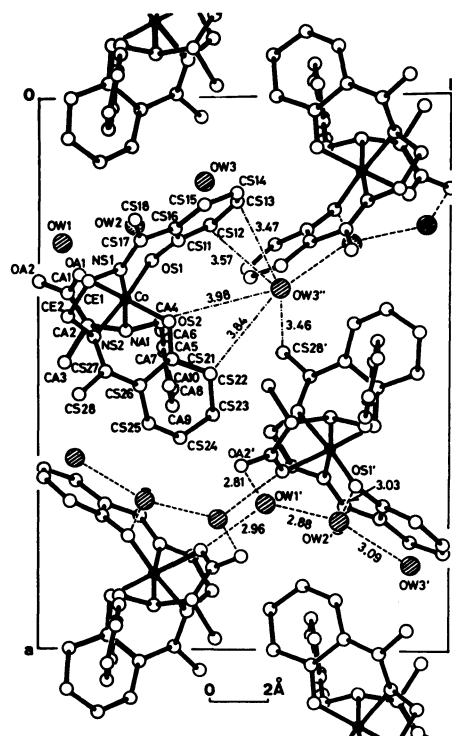 0
OW3
CS14
CS18
CS15
CS13
OW1
OW2
CS16
CS17
CS11
CS12
3.47
OA2
OA1
NS1
OS1
3.57
CA1
CE1
OW3''
Co
CA4
3.98
CE2
OS2
CA2
NS2
NA1
CA6
CA5
3.84
3.46
CA7
CS21
CS28'
CA3
CS27
CS22
CA10
CS26
CA8
CS28
CS23
CA9
CS25
CS24
OA2'
OS1'
2.81
3.03
OW1'
2.96
2.88
OW2'
3.09
OW3'
a
0 2Å